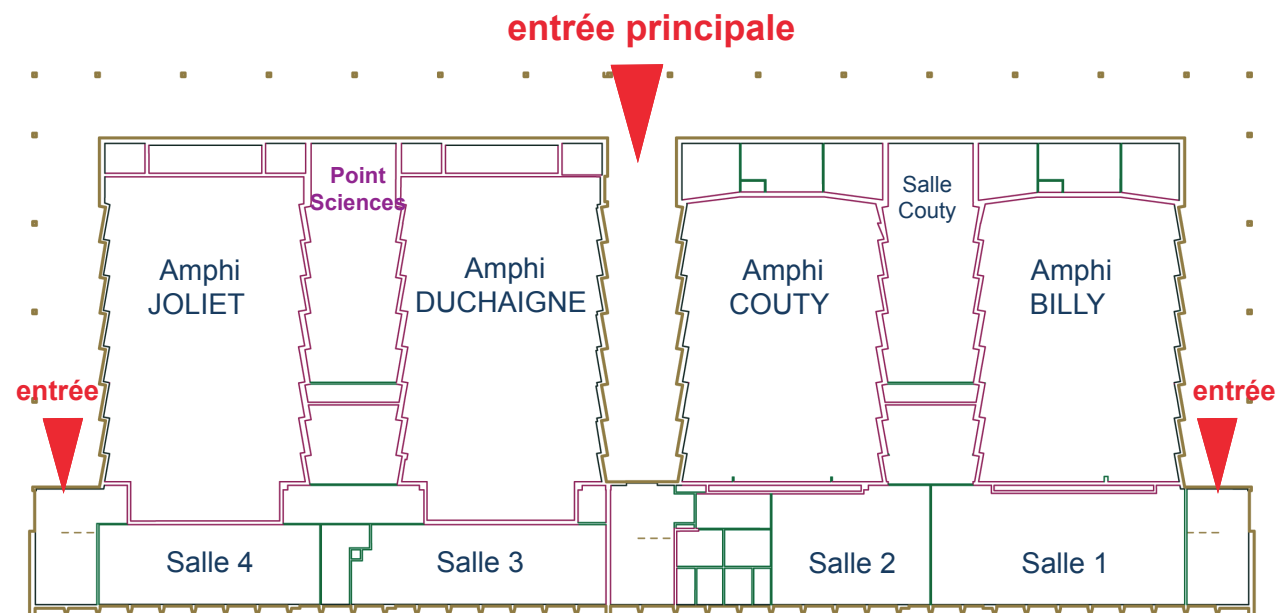 entrée principale
Point
Sciences
Salle
Couty
Amphi
JOLIET
Amphi
DUCHAIGNE
Amphi
COUTY
Amphi
BILLY
entrée
entrée
Salle 4
Salle 3
Salle 2
Salle 1